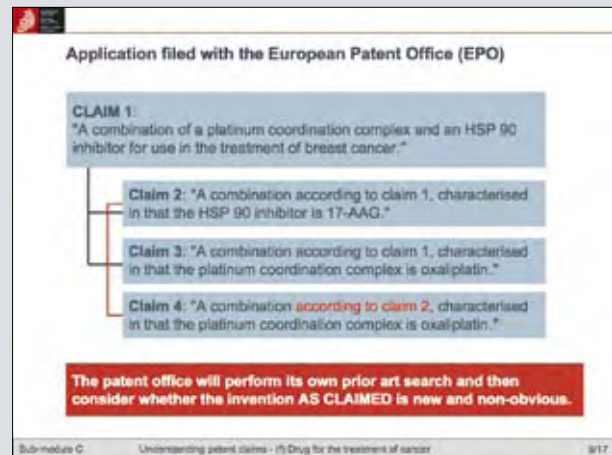 Application filed with the European Patent Office (EPO)
CLAIM 1:
"A combination of a platinum coordination complex and an HSP 90
inhibitor for use in the treatment of breast cancer."
Claim 2: "A combination according to claim 1, characterised
in that the HSP 90 inhibitor is 17-AAG."
Claim 3: "A combination according to claim 1, characterised
in that the platinum coordination complex is oxaliplatin."
Claim 4: "A combination according to claim 2, characterised
in that the platinum coordination complex is oxaliplatin."
The patent office will perform its own prior art search and then
consider whether the invention AS CLAIMED is new and non-obvious.
Sub-module C
Understanding patent claims - (f) Drug for the treatment of cancer
9/17